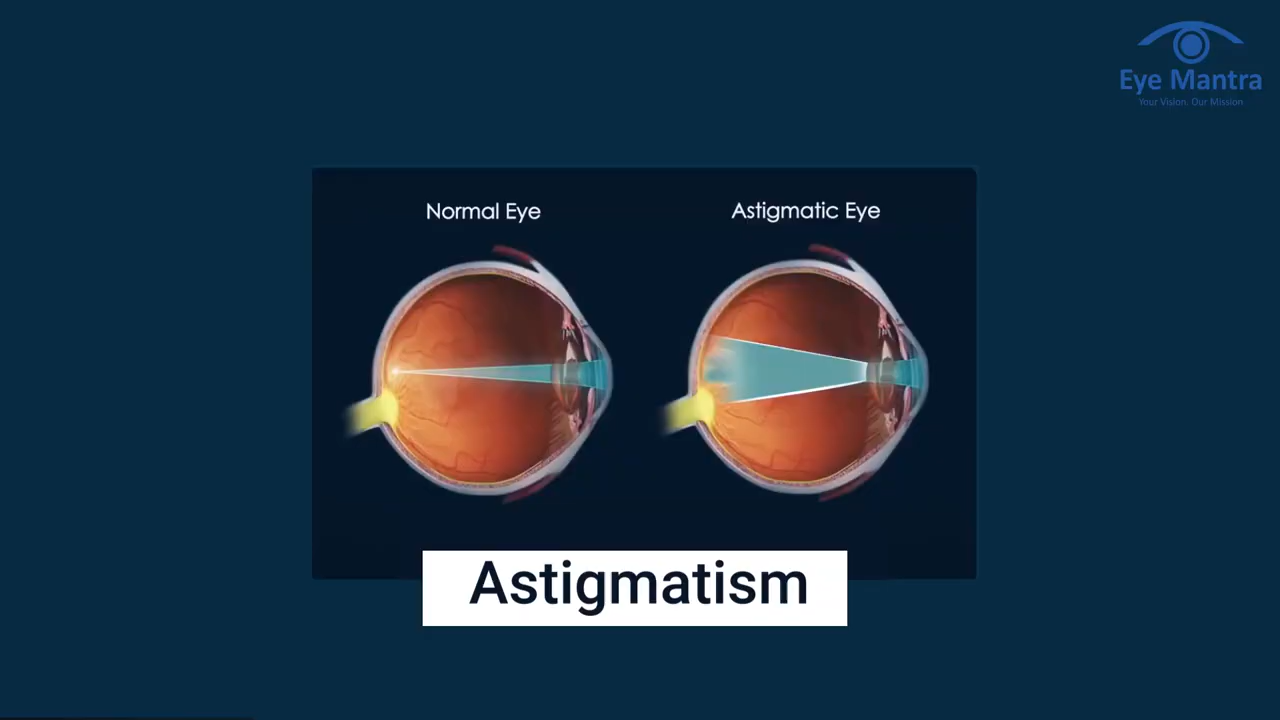 Eye Mantra
Your Vision. Our Mission
Normal Eye
Astigmatic Eye
Astigmatism